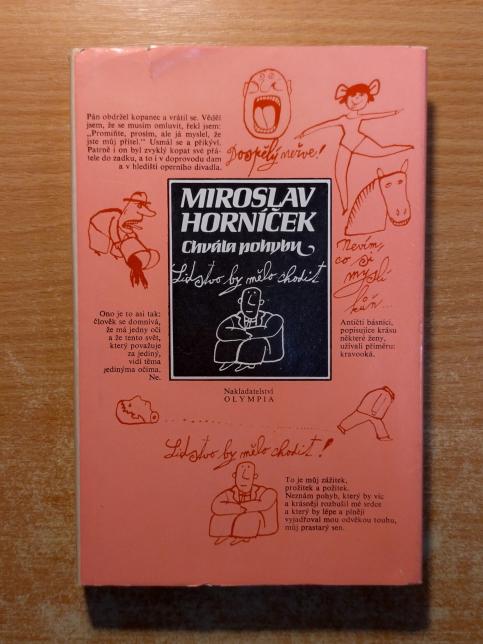 Pán obdržel kopanec a vrátil se. Věděl
jsem, že se musím omluvit, řekl jsem:
„Promiňte, prosím, ale já myslel, že
jste můj přítel.“ Usmál se a přikývl.
Patrně i on byl zvyklý kopat své přá-
tele do zadku, a to i v doprovodu dam
a v hledišti operního divadla.
Dospělý neřve!
MIROSLAV
HORNÍČEK
Chvála pohybu
Lidstvo by mělo chodit
Nevím,
co si
myslí
kůň...
Ono je to asi tak:
člověk se domnívá,
že má jedny oči
a že tento svět,
který považuje
za jediný,
vidí těma
jedinýma očima.
Ne.
Antičtí básníci,
popisujíce krásu
některé ženy,
užívali příměru:
kravooká.
Nakladatelství
OLYMPIA
Lidstvo by mělo chodit!
To je můj zážitek,
prožitek a požitek.
Neznám pohyb, který by víc
a krásněji rozbušil mé srdce
a který by lépe a plněji
vyjadřoval mou odvěkou touhu,
můj prastarý sen.